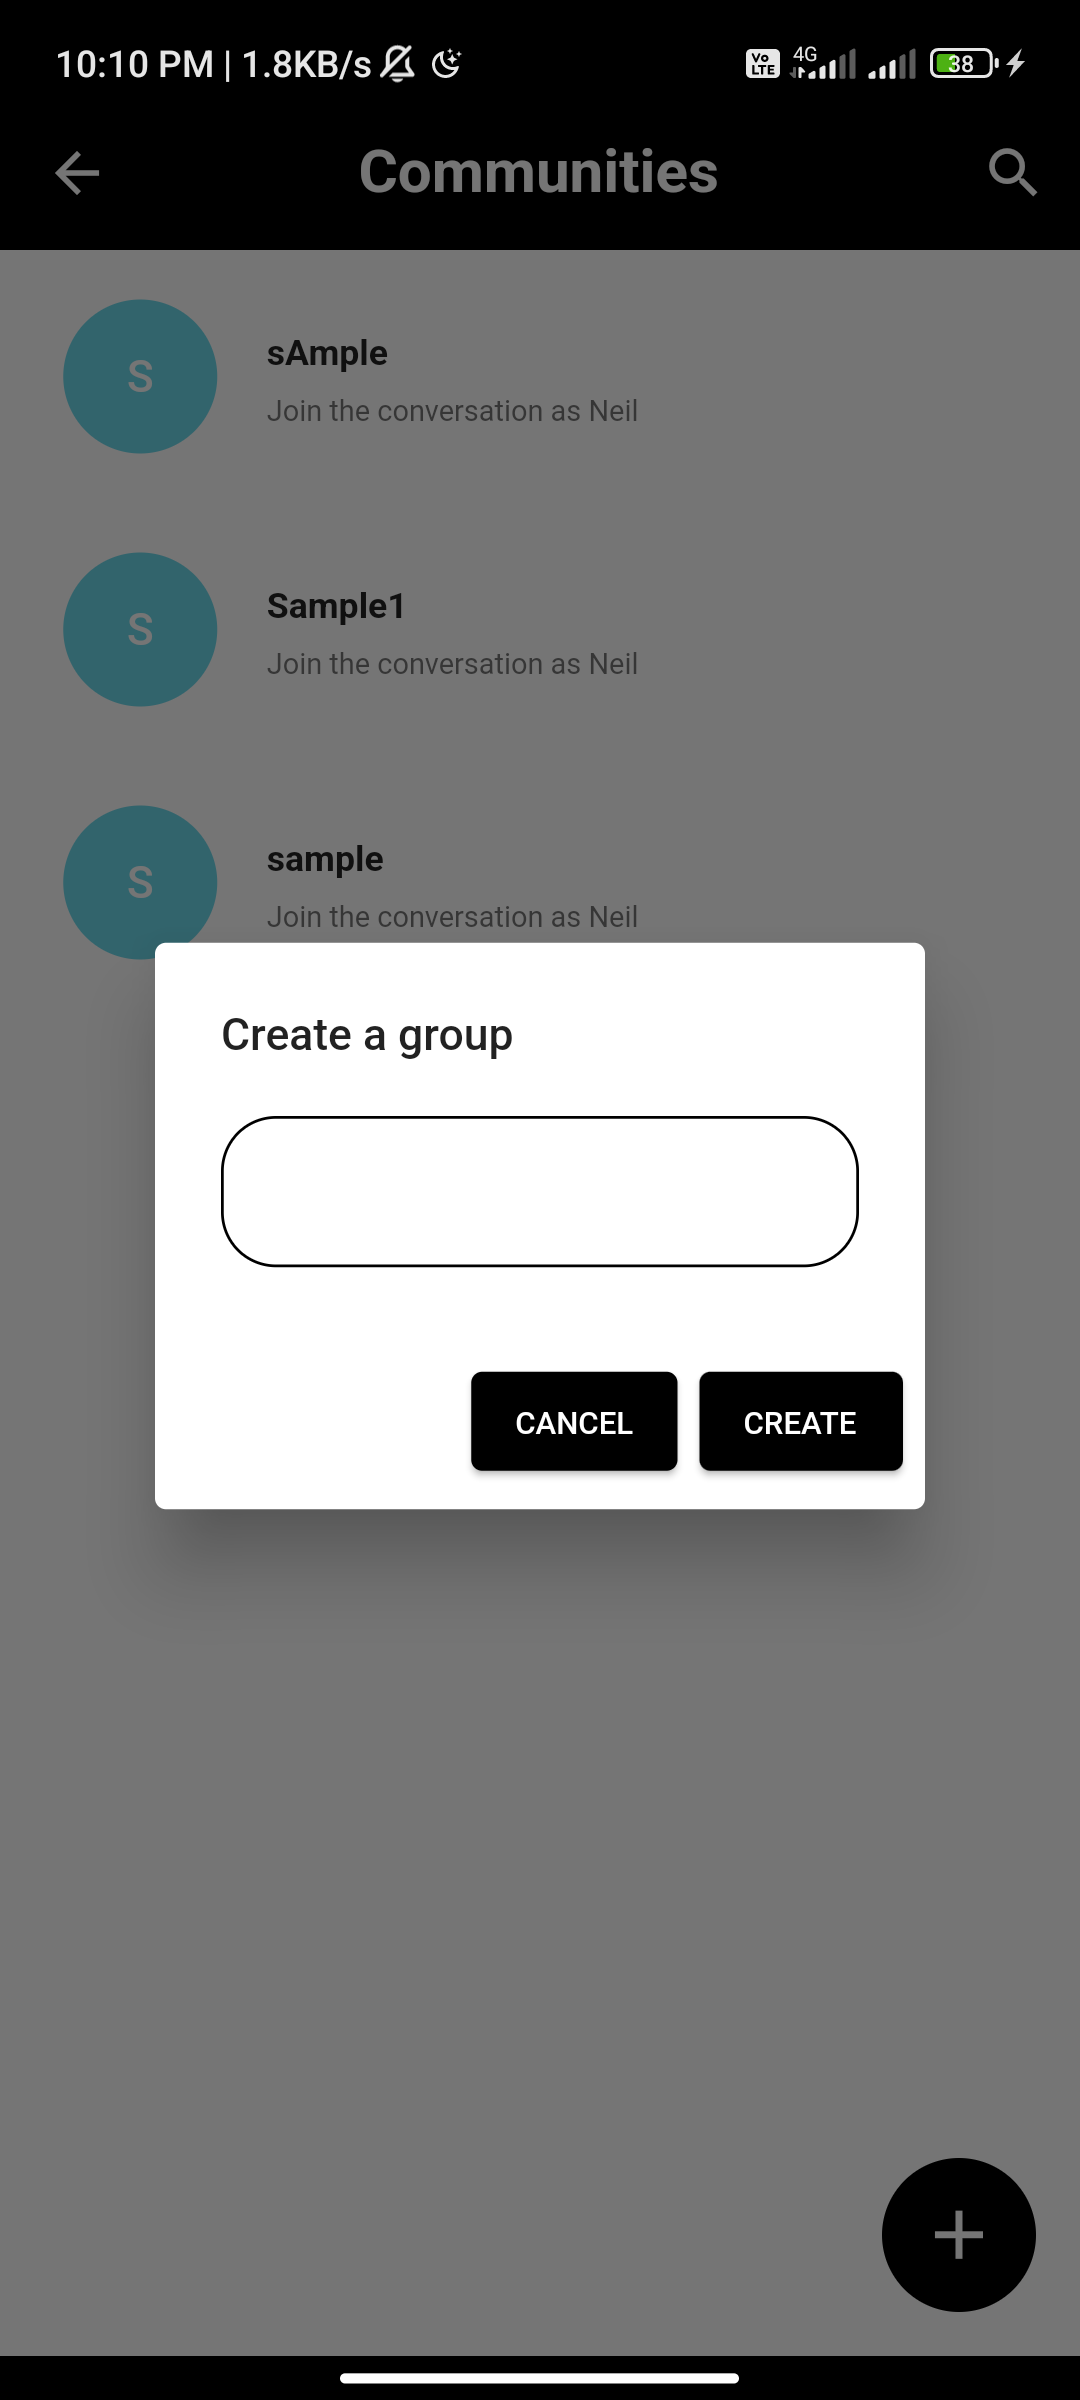 10:10 PM | 1.8KB/s
Vo LTE 4G 38
Communities
S
sAmple
Join the conversation as Neil
S
Sample1
Join the conversation as Neil
S
sample
Join the conversation as Neil
Create a group
CANCEL CREATE